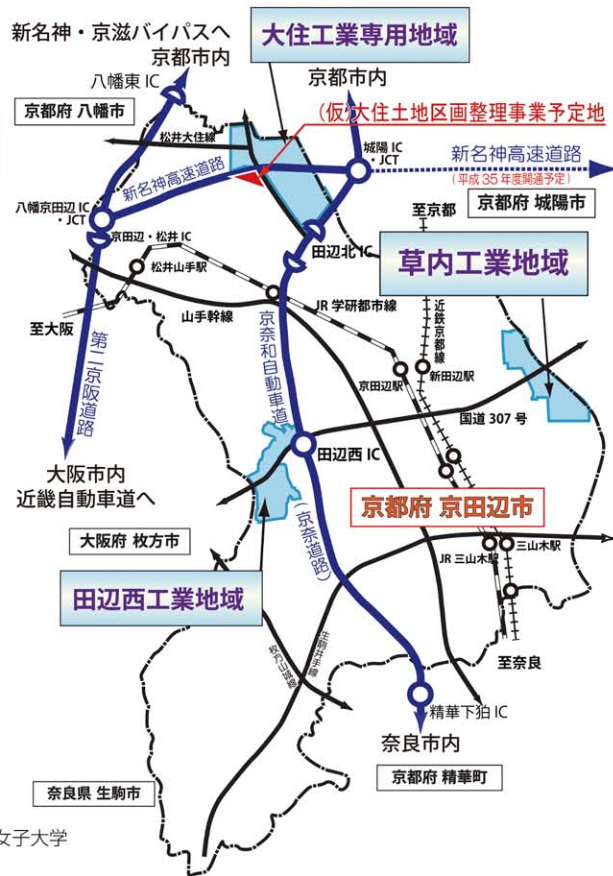 新名神・京滋バイパスへ
京都市内
大住工業専用地域
八幡東 IC
京都市内
京都府 八幡市
(仮)大住土地区画整理事業予定地
松井大住線
城陽 IC
・JCT
新名神高速道路
新名神高速道路
(平成 35 年度開通予定)
八幡京田辺 IC
・JCT
至京都
京都府 城陽市
京田辺・松井 IC
田辺北 IC
草内工業地域
松井山手駅
JR 学研都市線
近鉄京都線
至大阪
山手幹線
第二京阪道路
京奈和自動車道
京田辺駅
新田辺駅
国道 307 号
田辺西 IC
大阪市内
近畿自動車道へ
京都府 京田辺市
大阪府 枚方市
(京奈道路)
三山木駅
JR 三山木駅
田辺西工業地域
生駒井手線
枚方山城線
至奈良
精華下狛 IC
奈良市内
奈良県 生駒市
京都府 精華町
女子大学